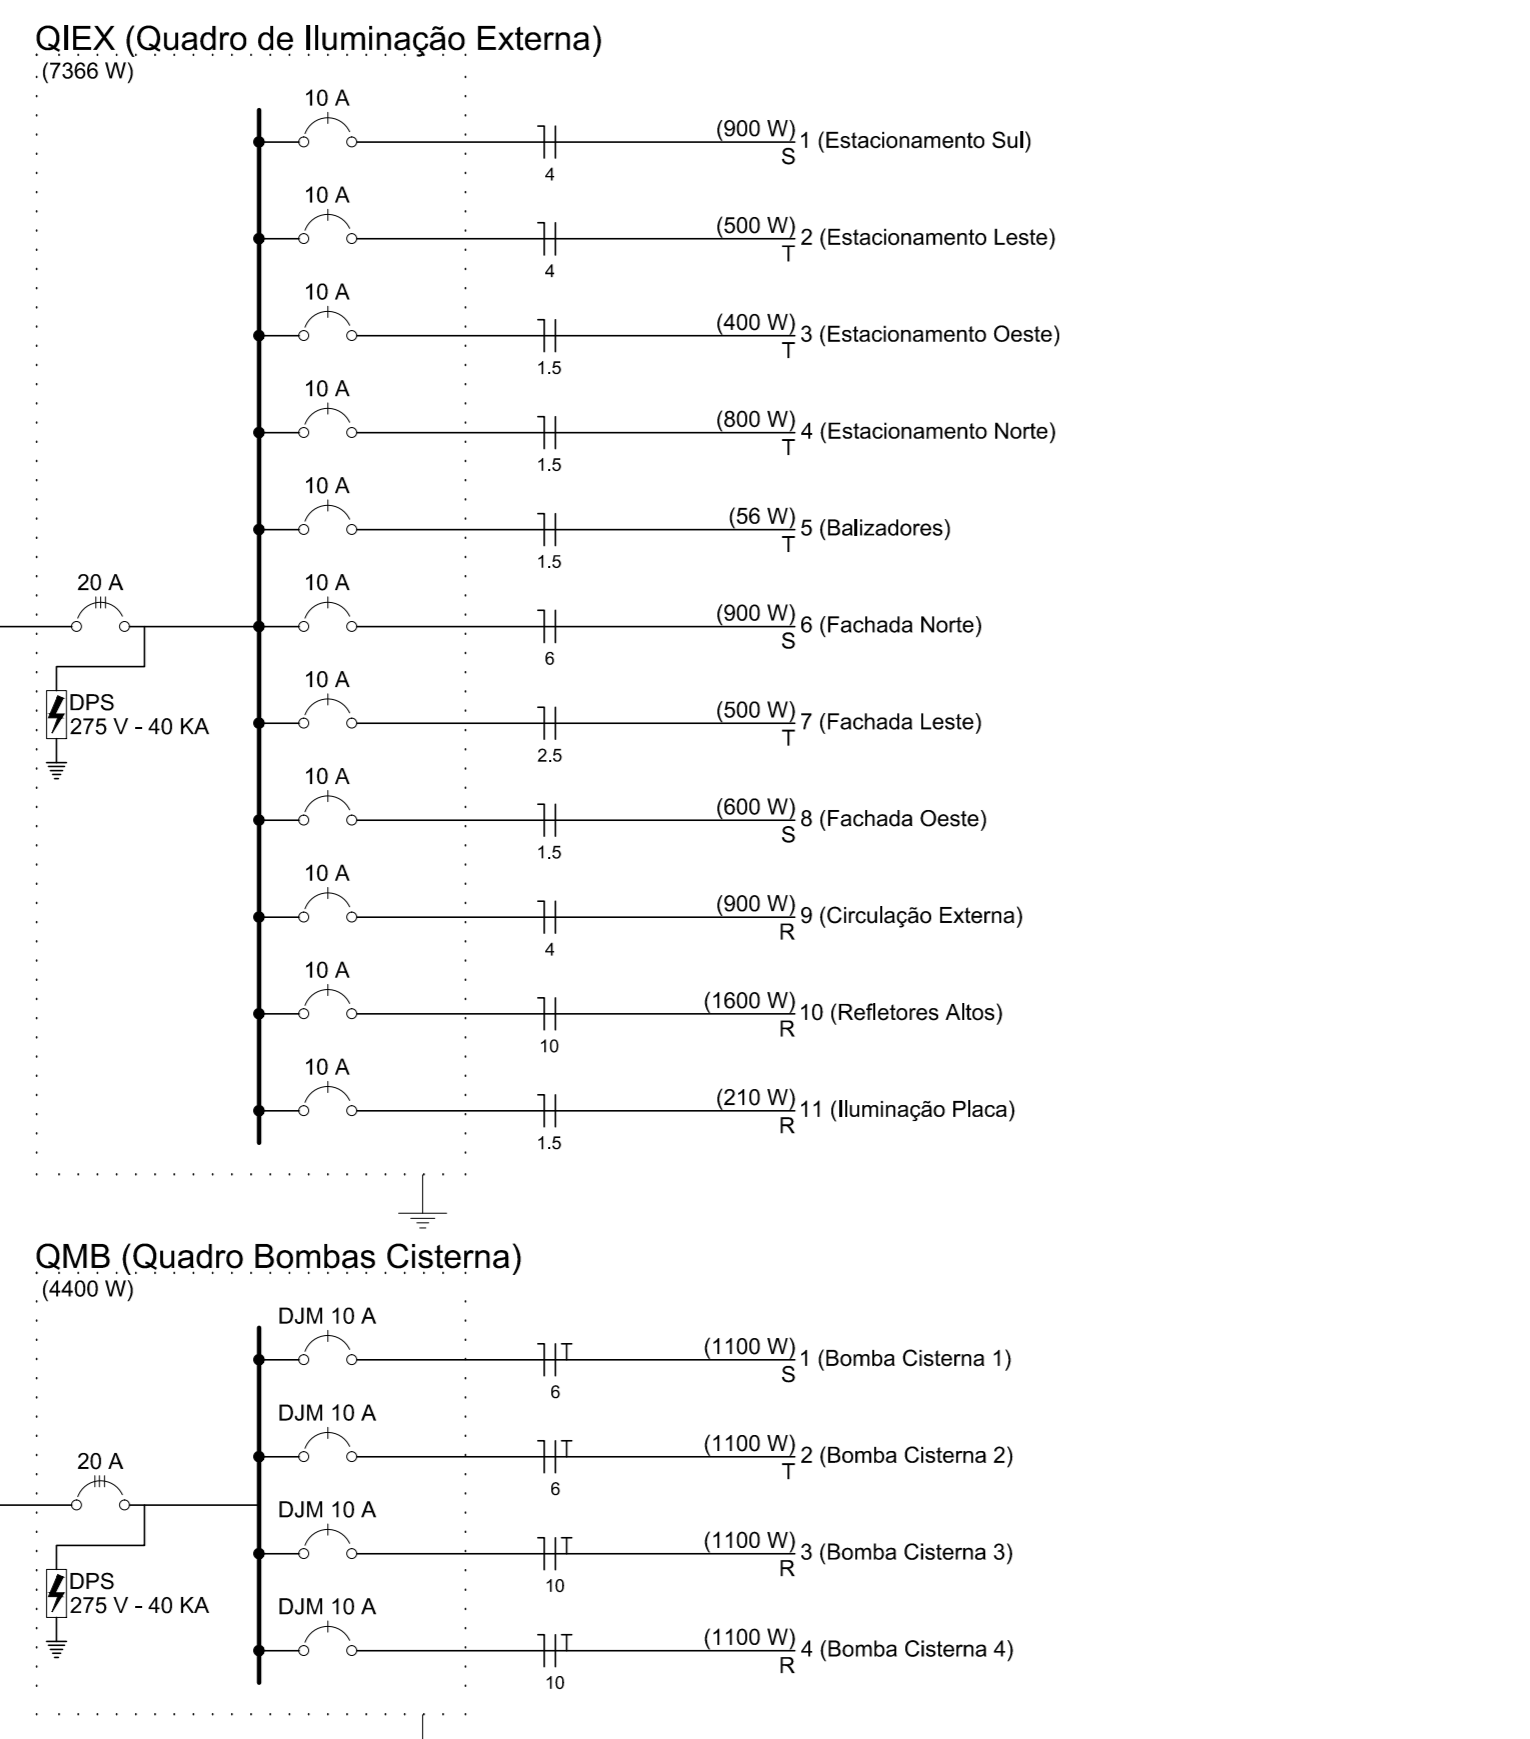 QIEX (Quadro de Iluminação Externa)
(7366 W)
10 A
(900 W)
1 (Estacionamento Sul)
S
4
10 A
(500 W)
2 (Estacionamento Leste)
T
4
10 A
(400 W)
3 (Estacionamento Oeste)
T
1.5
10 A
(800 W)
4 (Estacionamento Norte)
T
1.5
10 A
(56 W)
5 (Balizadores)
T
1.5
20 A
10 A
(900 W)
6 (Fachada Norte)
S
6
DPS
275 V - 40 KA
10 A
(500 W)
7 (Fachada Leste)
T
2.5
10 A
(600 W)
8 (Fachada Oeste)
S
1.5
10 A
(900 W)
9 (Circulação Externa)
R
4
10 A
(1600 W)
10 (Refletores Altos)
R
10
10 A
(210 W)
11 (Iluminação Placa)
R
1.5
QMB (Quadro Bombas Cisterna)
(4400 W)
DJM 10 A
(1100 W)
1 (Bomba Cisterna 1)
S
6
DJM 10 A
(1100 W)
2 (Bomba Cisterna 2)
T
6
20 A
DJM 10 A
(1100 W)
3 (Bomba Cisterna 3)
R
10
DPS
275 V - 40 KA
DJM 10 A
(1100 W)
4 (Bomba Cisterna 4)
R
10